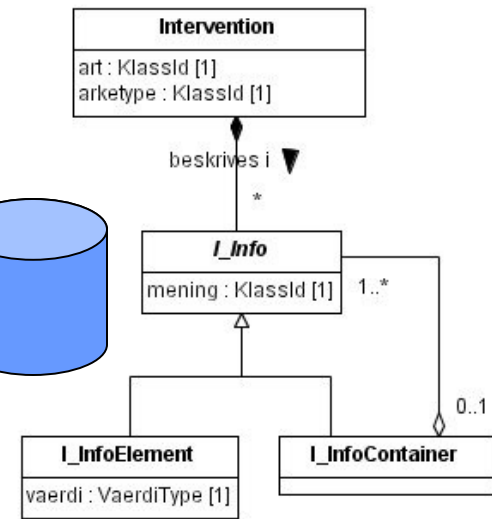 Intervention
art : KlassId [1]
arketype : KlassId [1]
beskrives i
*
I_Info
mening : KlassId [1]
1..*
0..1
I_InfoElement
vaerdi : VaerdiType [1]
I_InfoContainer